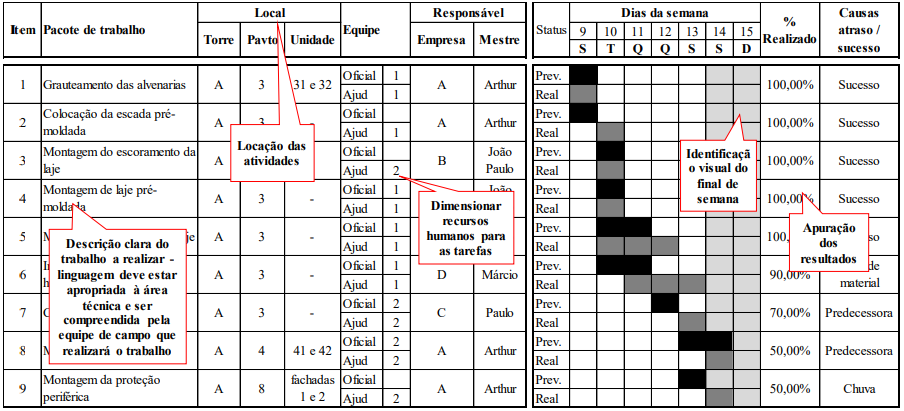 Item Pacote de trabalho Local Equipe Responsável Status Dias da semana % Realizado Causas atraso / sucesso
Torre Pavto Unidade Empresa Mestre 9 10 11 12 13 14 15
S T Q Q S S D
1 Grauteamento das alvenarias A 3 31 e 32 Oficial 1 A Arthur Prev. 100,00% Sucesso
Ajud 1 Real
2 Colocação da escada pré-moldada A 3 - Oficial A Arthur Prev. 100,00% Sucesso
Ajud 1 Real
3 Montagem do escoramento da laje A Oficial B João Paulo Prev. 100,00% Sucesso
Ajud 2 Real
4 Montagem de laje pré-moldada A 3 - Oficial 1 João Prev. 100,00% Sucesso
Ajud 1 Real
5 A 3 - Oficial 1 Prev. 100,
Ajud 1 Real
6 A 3 - Oficial 1 D Márcio Prev. 90,00% de material
Ajud 1 Real
7 A 3 - Oficial 2 C Paulo Prev. 70,00% Predecessora
Ajud 2 Real
8 A 4 41 e 42 Oficial 2 A Arthur Prev. 50,00% Predecessora
Ajud 2 Real
9 Montagem da proteção periférica A 8 fachadas 1 e 2 Oficial A Arthur Prev. 50,00% Chuva
Ajud 2 Real
Locação das
atividades
Identificaçã
o visual do
final de
semana
Dimensionar
recursos
humanos para
as tarefas
Apuração
dos
resultados
Descrição clara do
trabalho a realizar -
linguagem deve estar
apropriada à área
técnica e ser
compreendida pela
equipe de campo que
realizará o trabalho